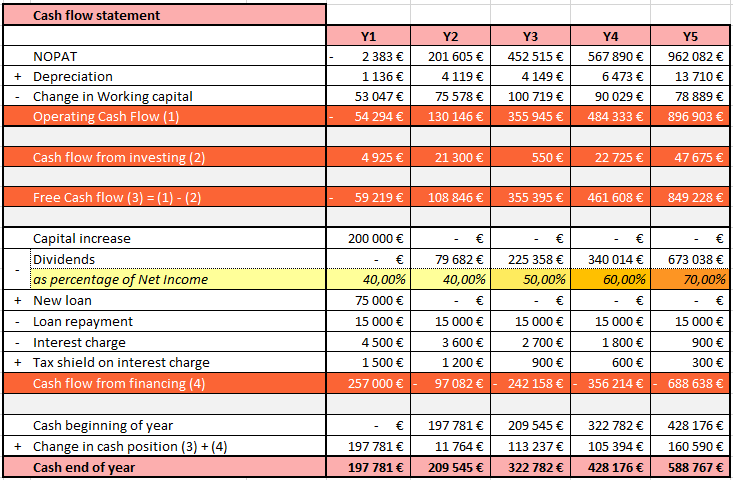 Cash flow statement
Y1 Y2 Y3 Y4 Y5
NOPAT - 2 383 € 201 605 € 452 515 € 567 890 € 962 082 €
+ Depreciation 1 136 € 4 119 € 4 149 € 6 473 € 13 710 €
- Change in Working capital 53 047 € 75 578 € 100 719 € 90 029 € 78 889 €
Operating Cash Flow (1) - 54 294 € 130 146 € 355 945 € 484 333 € 896 903 €
Cash flow from investing (2) 4 925 € 21 300 € 550 € 22 725 € 47 675 €
Free Cash flow (3) = (1) - (2) - 59 219 € 108 846 € 355 395 € 461 608 € 849 228 €
Capital increase 200 000 € - € - € - € - €
- Dividends - € 79 682 € 225 358 € 340 014 € 673 038 €
as percentage of Net Income 40,00% 40,00% 50,00% 60,00% 70,00%
+ New loan 75 000 € - € - € - € - €
- Loan repayment 15 000 € 15 000 € 15 000 € 15 000 € 15 000 €
- Interest charge 4 500 € 3 600 € 2 700 € 1 800 € 900 €
+ Tax shield on interest charge 1 500 € 1 200 € 900 € 600 € 300 €
Cash flow from financing (4) 257 000 € - 97 082 € - 242 158 € - 356 214 € - 688 638 €
Cash beginning of year - € 197 781 € 209 545 € 322 782 € 428 176 €
+ Change in cash position (3) + (4) 197 781 € 11 764 € 113 237 € 105 394 € 160 590 €
Cash end of year 197 781 € 209 545 € 322 782 € 428 176 € 588 767 €